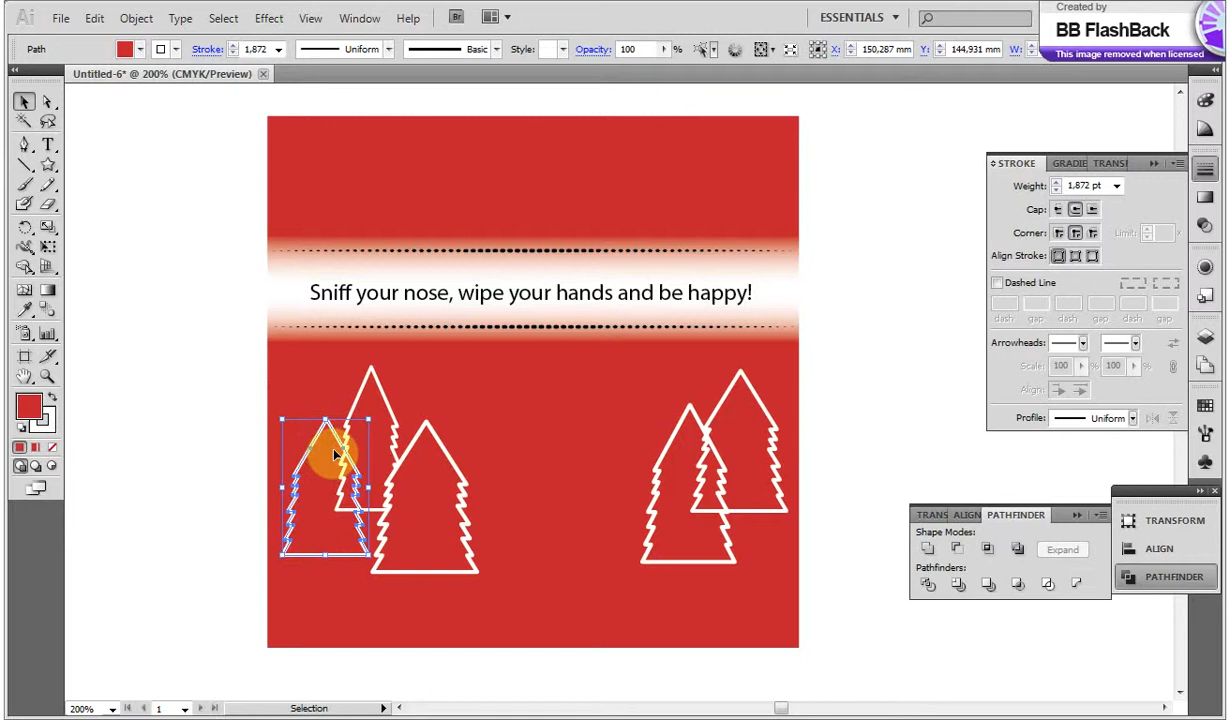 Ai File Edit Object Type Select Effect View Window Help Br ESSENTIALS
Created by
BB FlashBack
This image removed when licensed
Path Stroke: 1,872 Uniform Basic Style: Opacity: 100 % X: 150,287 mm Y: 144,931 mm W:
Untitled-6* @ 200% (CMYK/Preview)
STROKE GRADIE TRANSI
Weight: 1,872 pt
Cap:
Corner: Limit: x
Align Stroke:
Dashed Line
dash gap dash gap dash gap
Arrowheads:
Scale: 100 % 100 %
Align:
Profile: Uniform
Sniff your nose, wipe your hands and be happy!
TRANS ALIGN PATHFINDER
Shape Modes:
Expand
Pathfinders:
TRANSFORM
ALIGN
PATHFINDER
200% 1 Selection